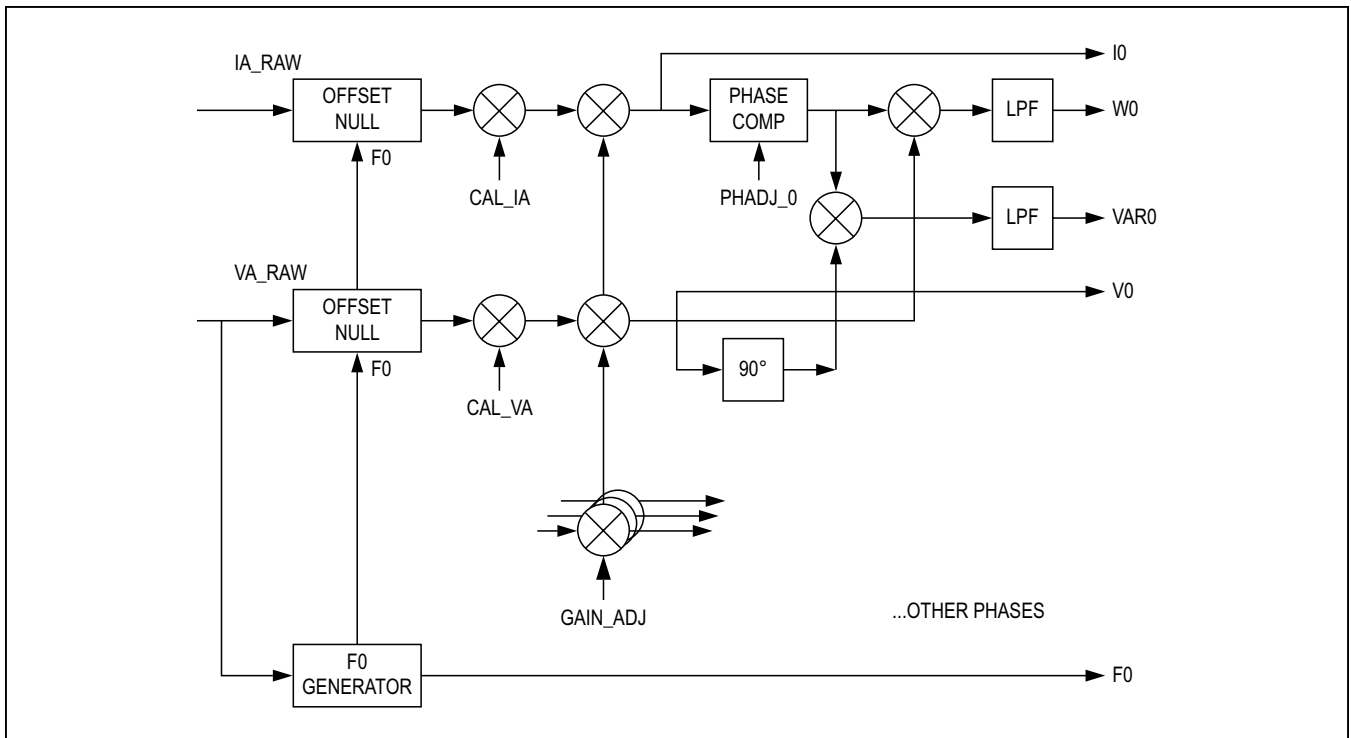 I0
IA_RAW
OFFSET
NULL
PHASE
COMP
LPF
W0
F0
CAL_IA
PHADJ_0
LPF
VAR0
VA_RAW
V0
OFFSET
NULL
F0
90°
CAL_VA
GAIN_ADJ
...OTHER PHASES
F0
GENERATOR
F0